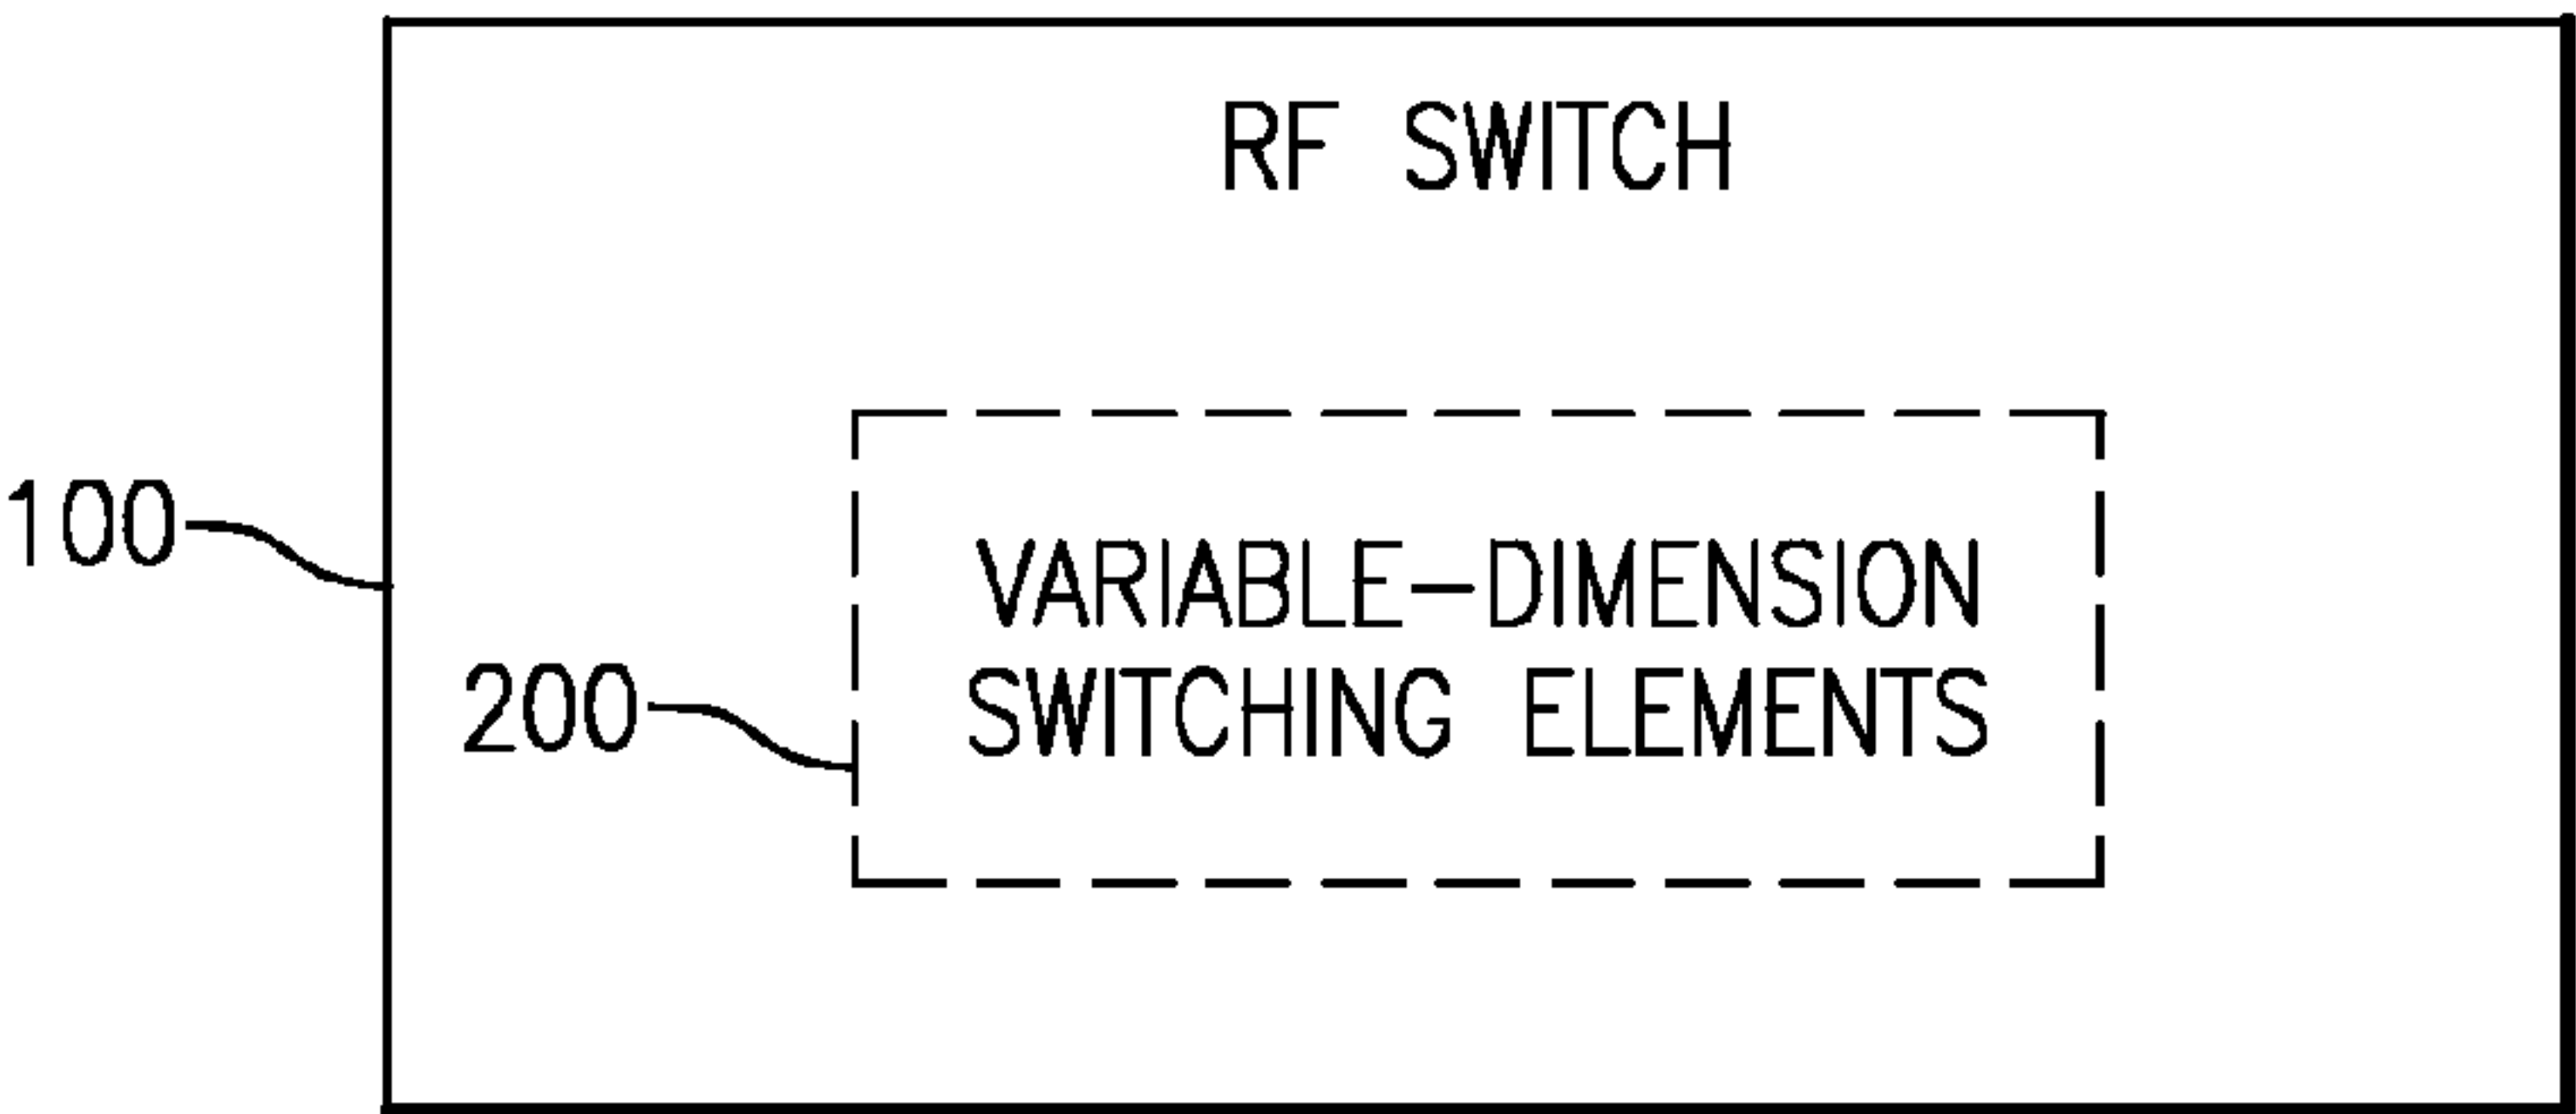 RF SWITCH
100
VARIABLE-DIMENSION
200
SWITCHING ELEMENTS